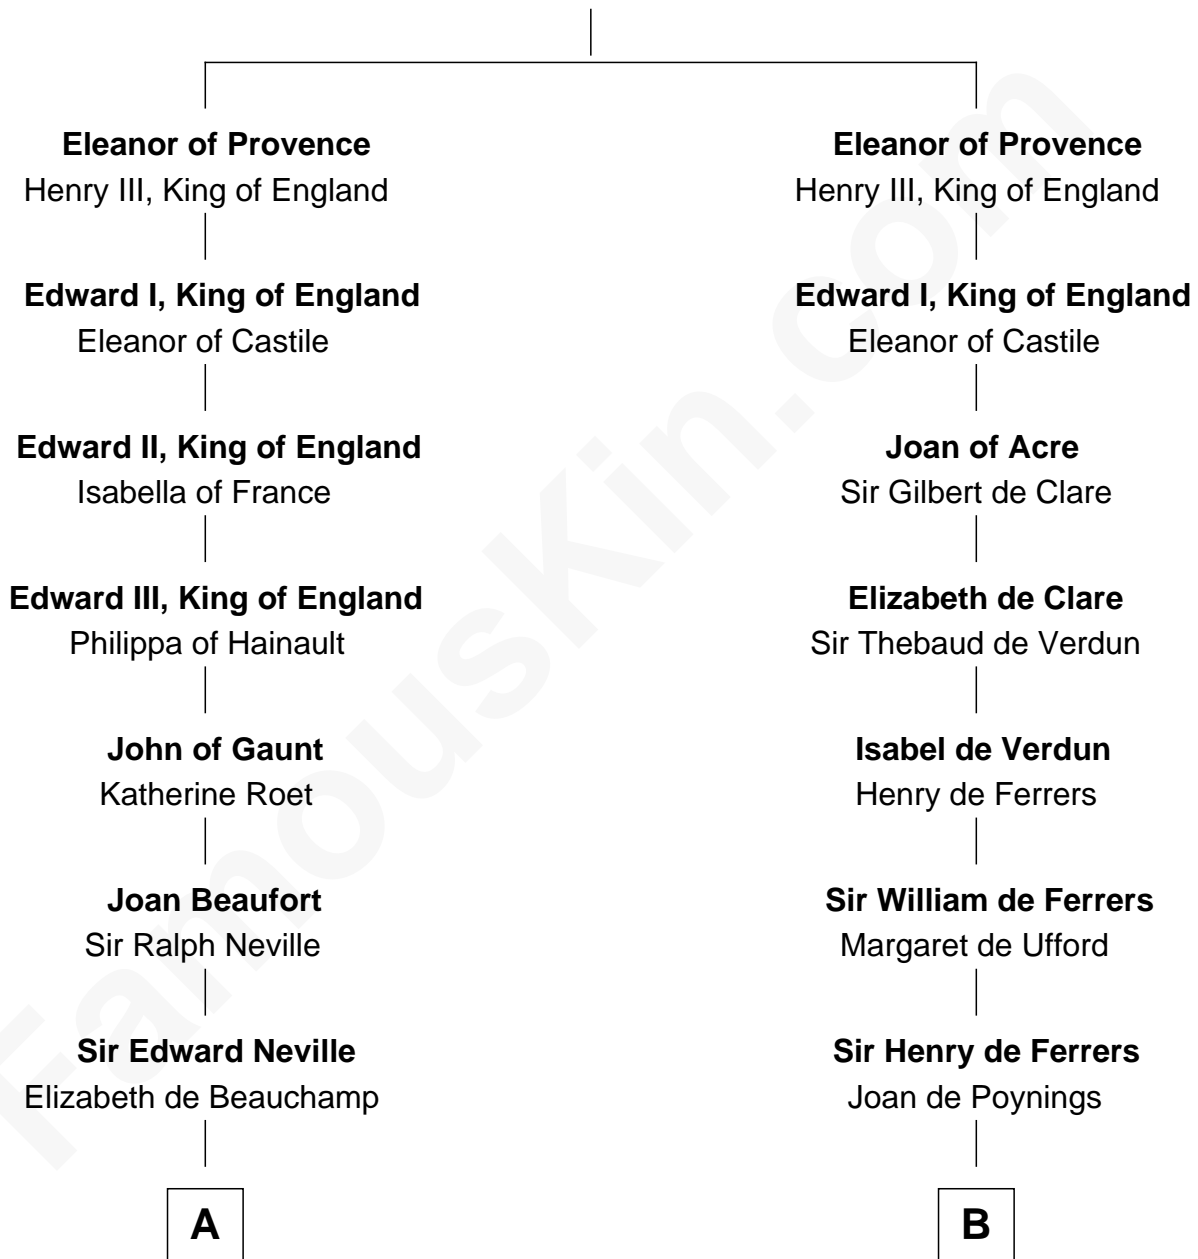 Eleanor of Provence
Henry III, King of England
Edward I, King of England
Eleanor of Castile
Edward II, King of England
Isabella of France
Edward III, King of England
Philippa of Hainault
John of Gaunt
Katherine Roet
Joan Beaufort
Sir Ralph Neville
Sir Edward Neville
Elizabeth de Beauchamp
A
Eleanor of Provence
Henry III, King of England
Edward I, King of England
Eleanor of Castile
Joan of Acre
Sir Gilbert de Clare
Elizabeth de Clare
Sir Thebaud de Verdun
Isabel de Verdun
Henry de Ferrers
Sir William de Ferrers
Margaret de Ufford
Sir Henry de Ferrers
Joan de Poynings
B
FamousKin.com